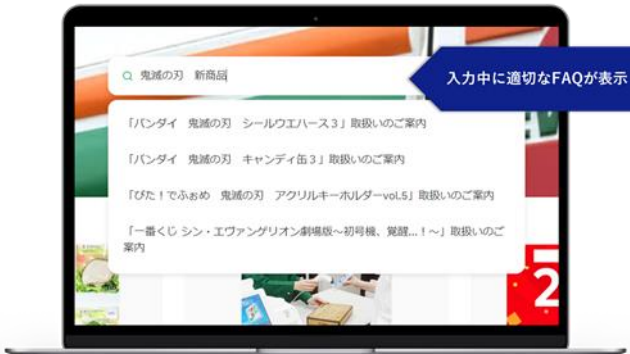 鬼滅の刃　新商品
入力中に適切なFAQが表示
「バンダイ　鬼滅の刃　シールウエハース３」取扱いのご案内
「バンダイ　鬼滅の刃　キャンディ缶３」取扱いのご案内
「ぴた！でふぉめ　鬼滅の刃　アクリルキーホルダーvol.5」取扱いのご案内
「一番くじ シン・エヴァンゲリオン劇場版～初号機、覚醒...！～」取扱いのご
案内
2